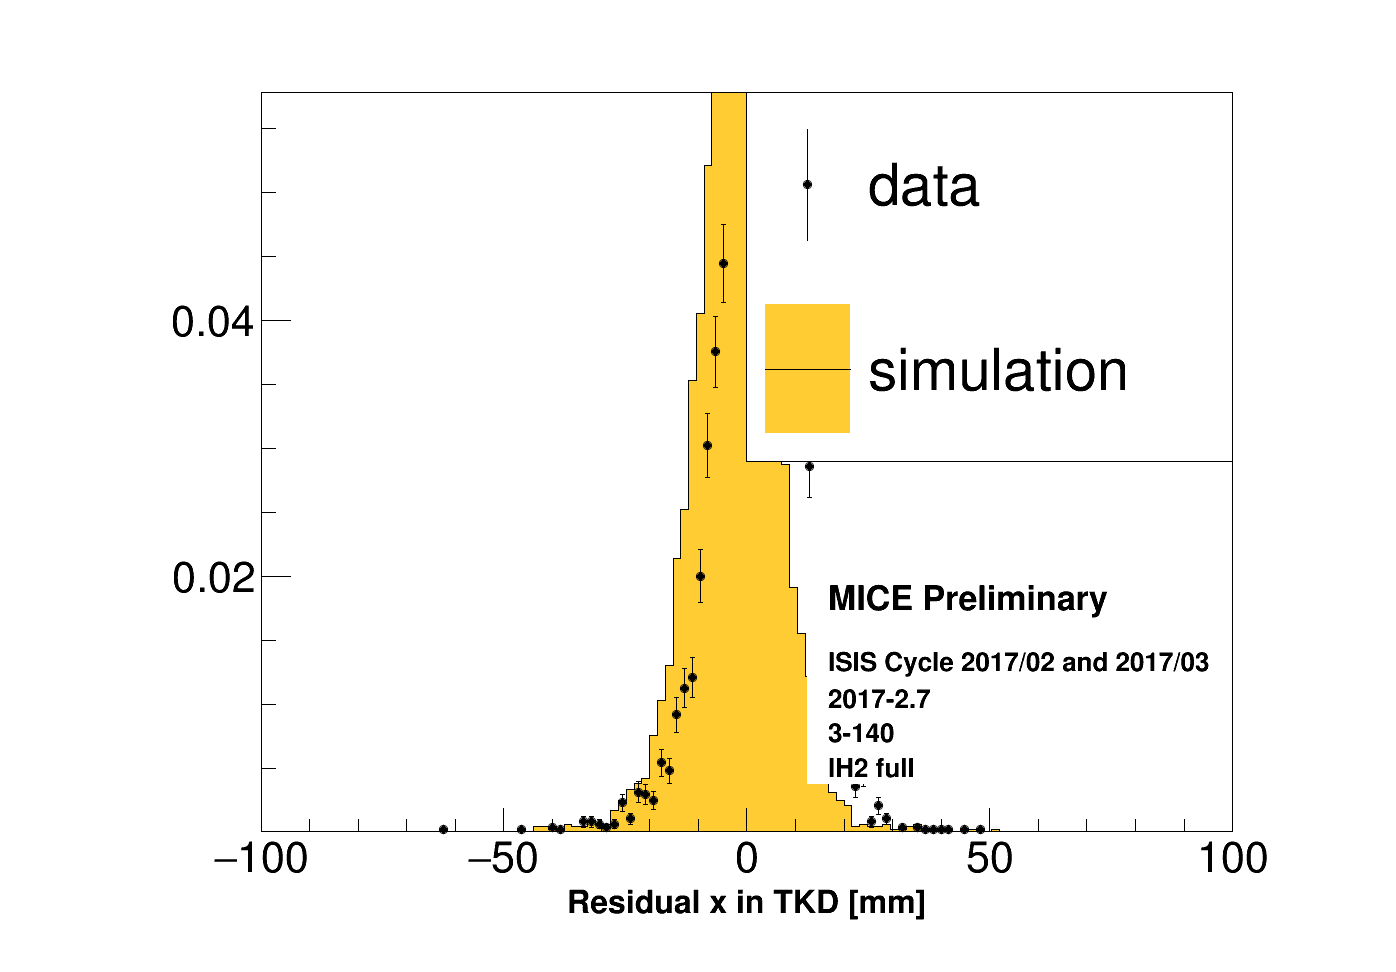 data
simulation
0.04
0.02
MICE Preliminary
ISIS Cycle 2017/02 and 2017/03
2017-2.7
3-140
IH2 full
−100 −50 0 50 100
Residual x in TKD [mm]